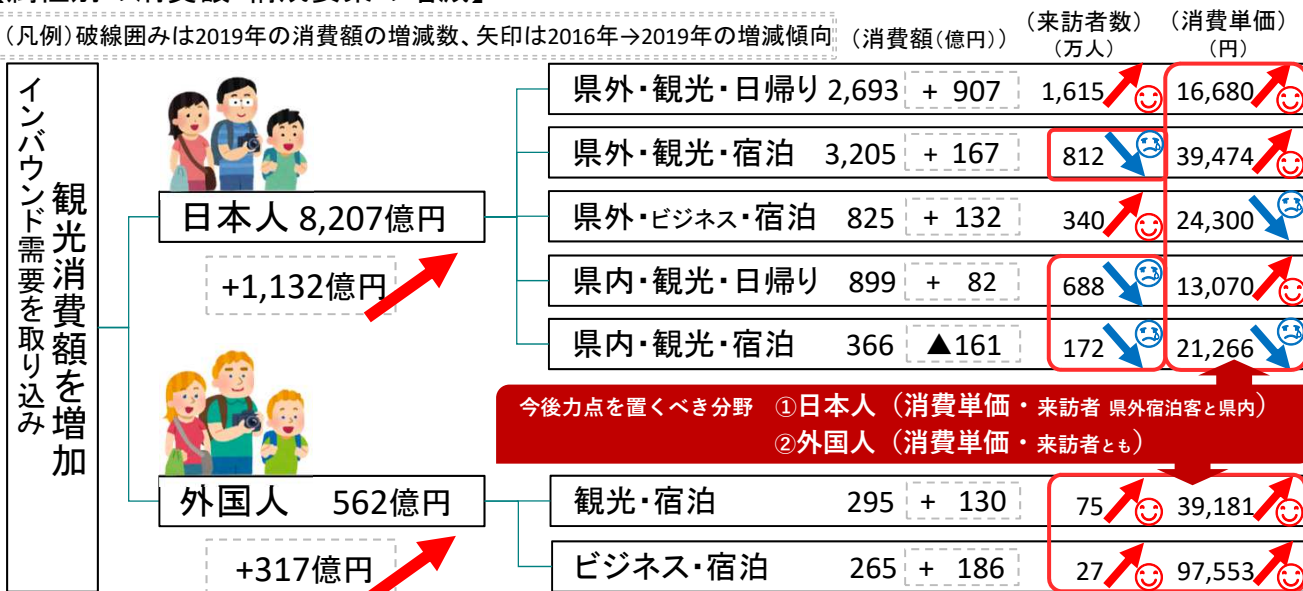 (凡例)破線囲みは2019年の消費額の増減数、矢印は2016年→2019年の増減傾向
(消費額(億円))
(来訪者数)
(万人)
(消費単価)
(円)
インバウンド需要を取り込み
観光消費額を増加
日本人 8,207億円
+1,132億円
県外・観光・日帰り 2,693 + 907 1,615 16,680
県外・観光・宿泊 3,205 + 167 812 39,474
県外・ビジネス・宿泊 825 + 132 340 24,300
県内・観光・日帰り 899 + 82 688 13,070
県内・観光・宿泊 366 ▲161 172 21,266
今後力点を置くべき分野 ①日本人(消費単価・来訪者 県外宿泊客と県内)
②外国人(消費単価・来訪者とも)
外国人 562億円
+317億円
観光・宿泊 295 + 130 75 39,181
ビジネス・宿泊 265 + 186 27 97,553